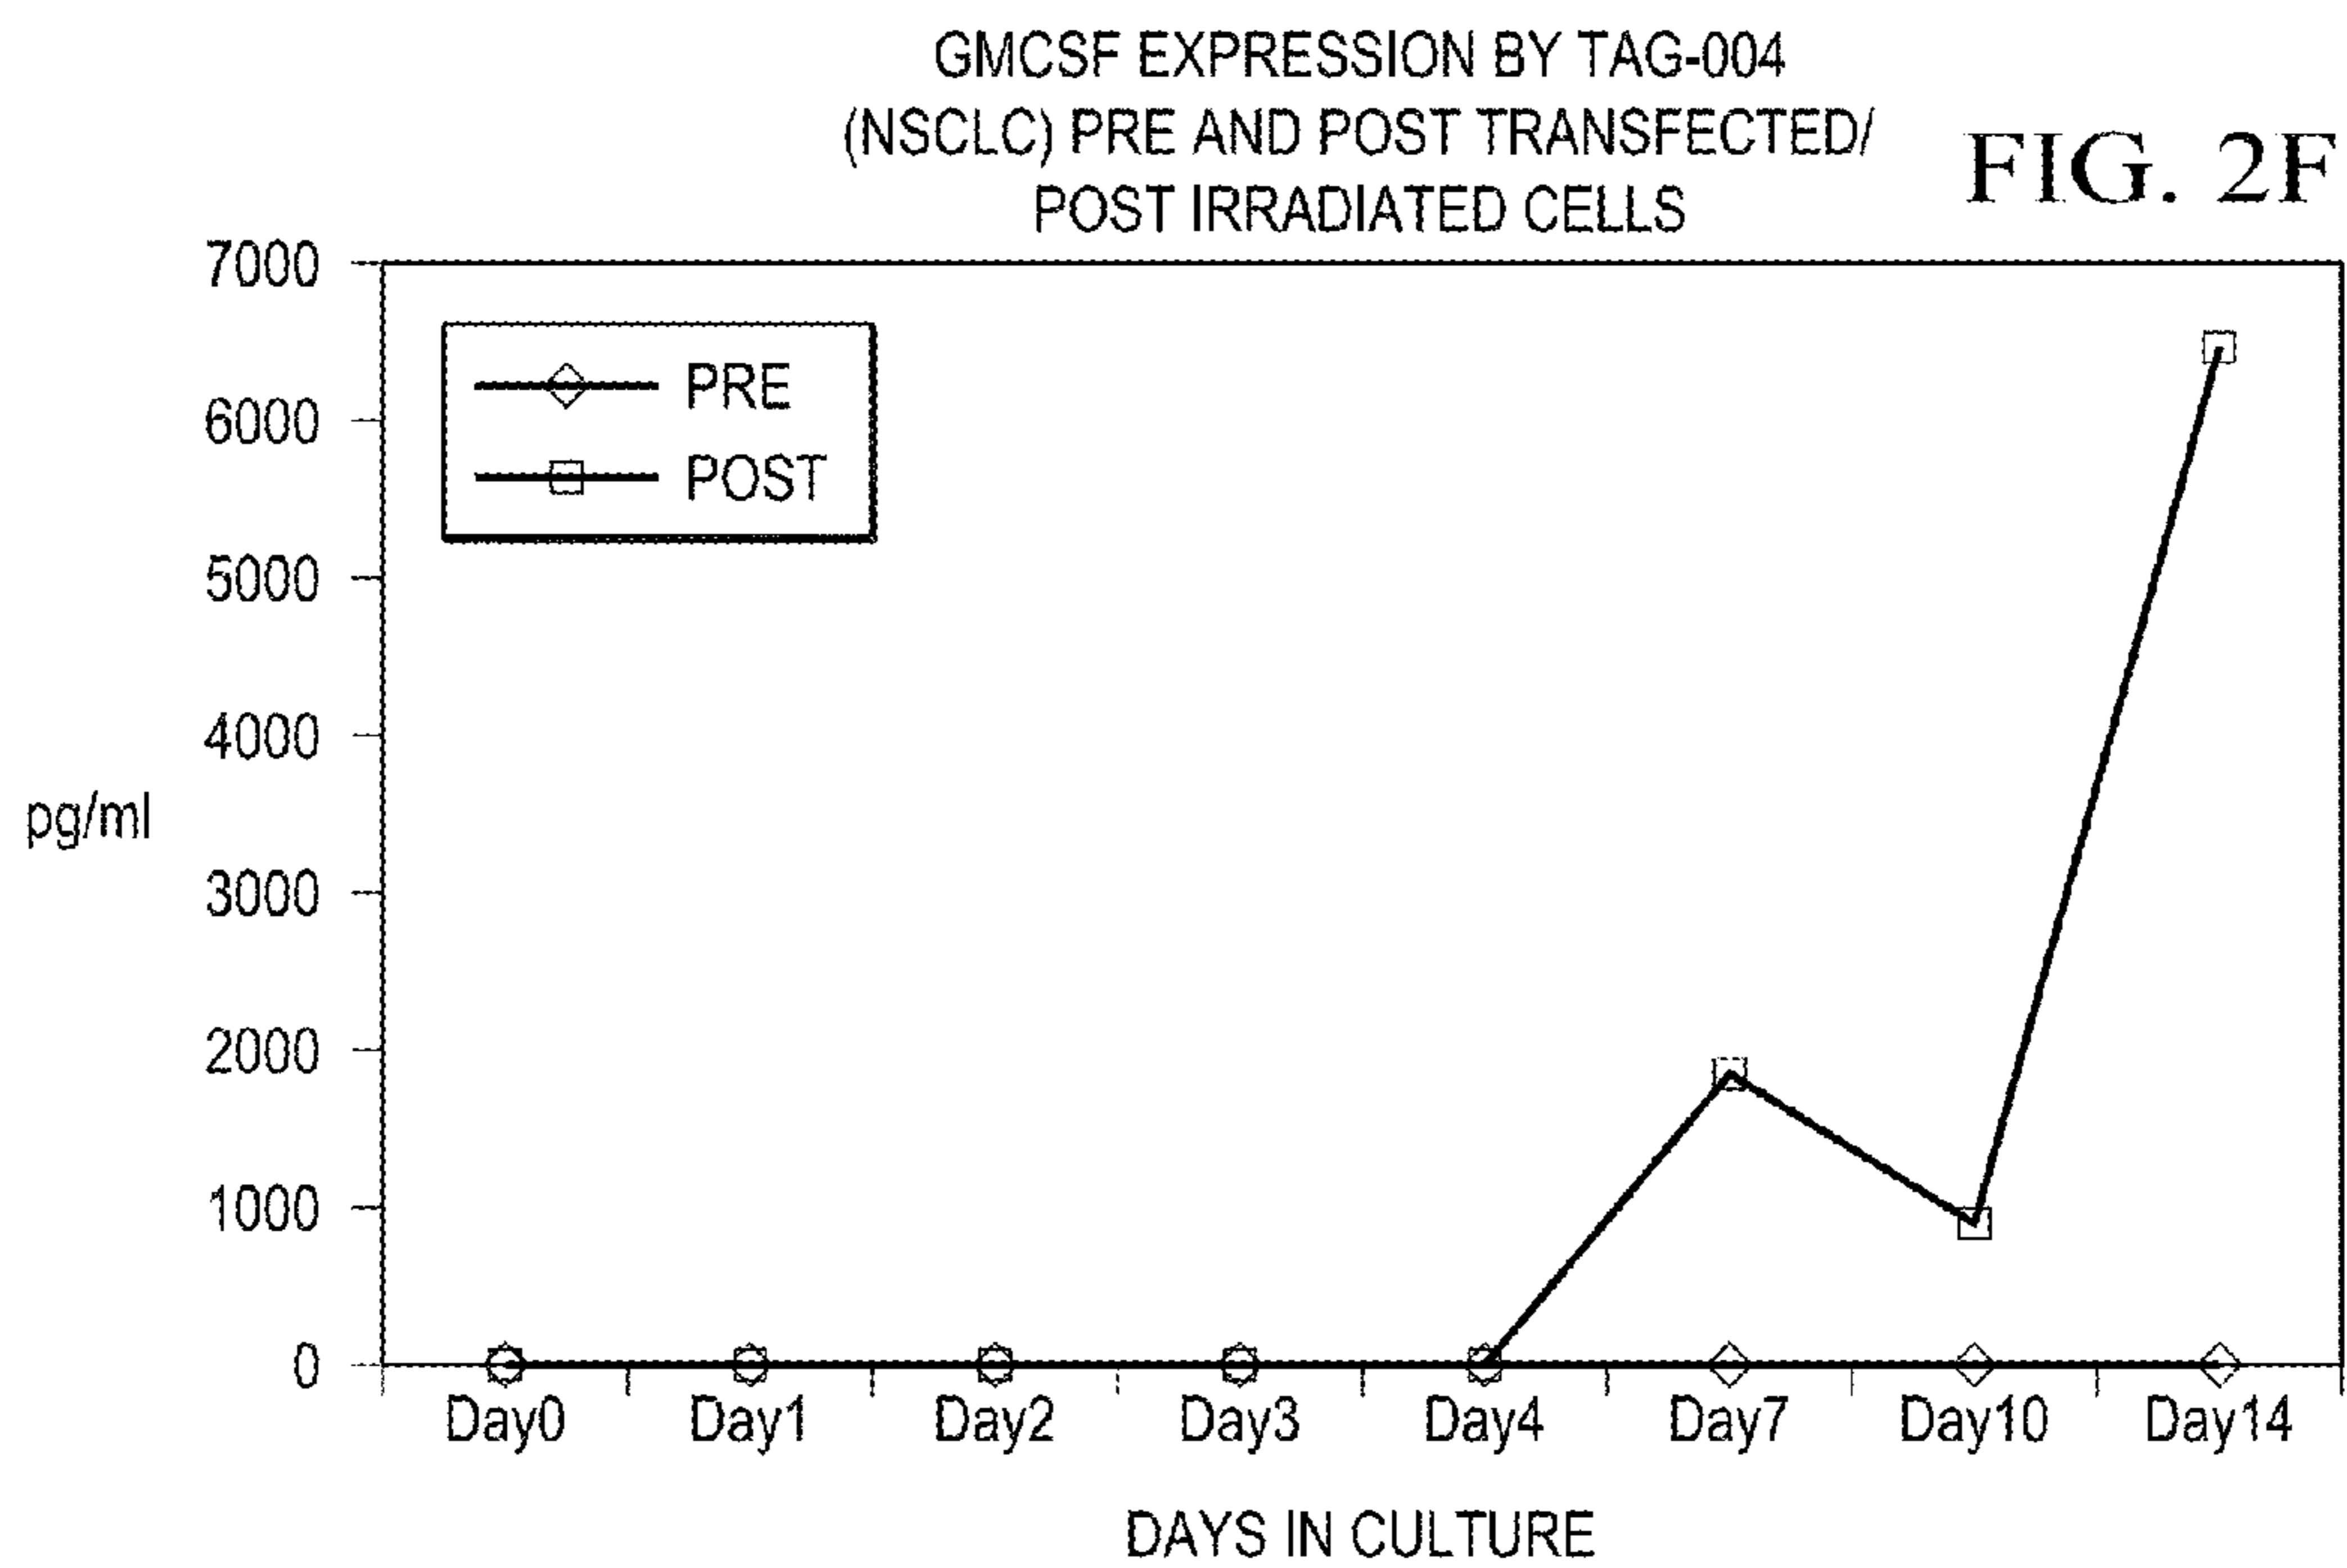 GMCSF EXPRESSION BY TAG-004
(NSCLC) PRE AND POST TRANSFECTED/
POST IRRADIATED CELLS
FIG. 2F
7000
6000
5000
4000
3000
2000
1000
0
pg/ml
PRE
POST
Day0 Day1 Day2 Day3 Day4 Day7 Day10 Day14
DAYS IN CULTURE